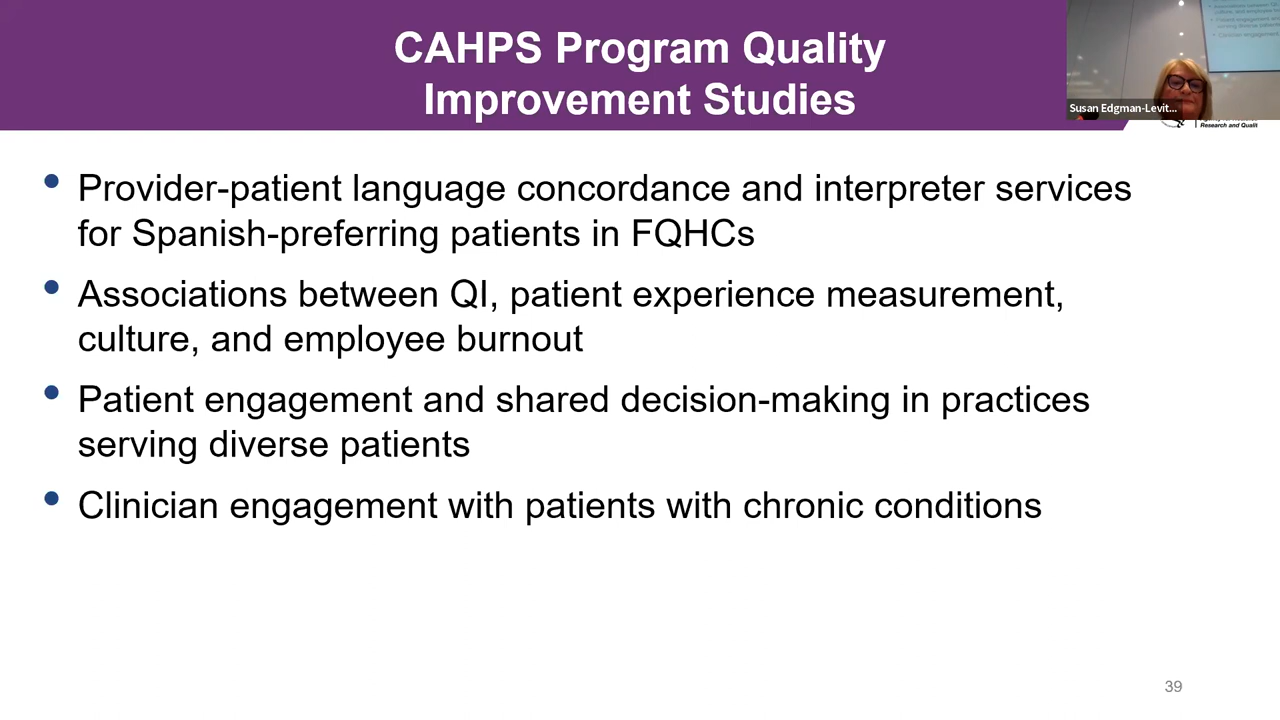 CAHPS Program Quality
Improvement Studies
Susan Edgman-Levit...
Research and Qualit
• Provider-patient language concordance and interpreter services
for Spanish-preferring patients in FQHCs
• Associations between QI, patient experience measurement,
culture, and employee burnout
• Patient engagement and shared decision-making in practices
serving diverse patients
• Clinician engagement with patients with chronic conditions
39